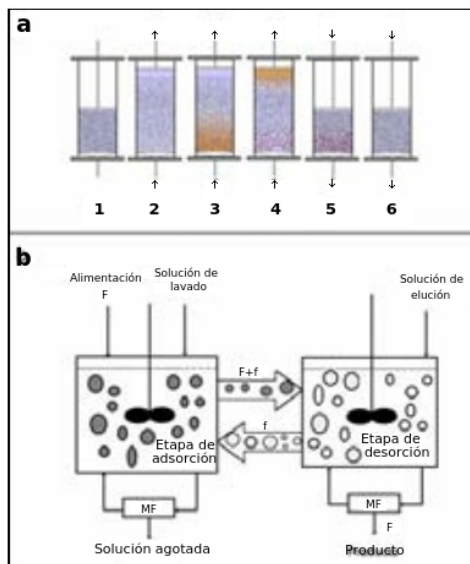 a
1 2 3 4 5 6
b
Alimentación
F
Solución de
lavado
Solución de
elución
F+f
f
Etapa de
adsorción
Etapa de
desorción
MF
MF
F
Solución agotada
Producto